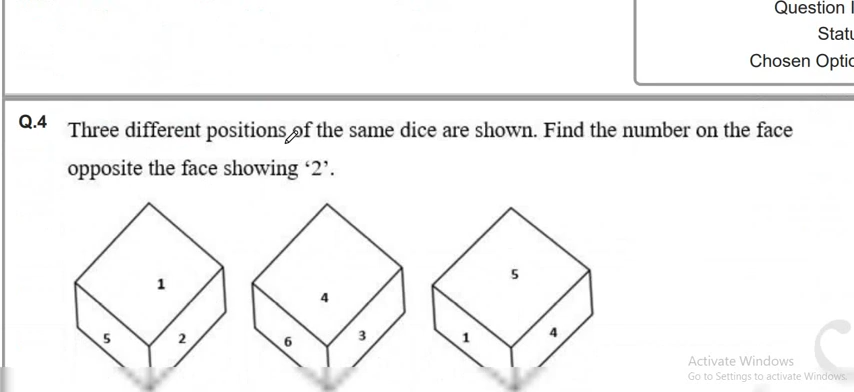 Question I
Statu
Chosen Optic
Q.4 Three different positions of the same dice are shown. Find the number on the face
opposite the face showing ‘2’.
1
5 2
4
6 3
5
1 4
Activate Windows
Go to Settings to activate Windows.